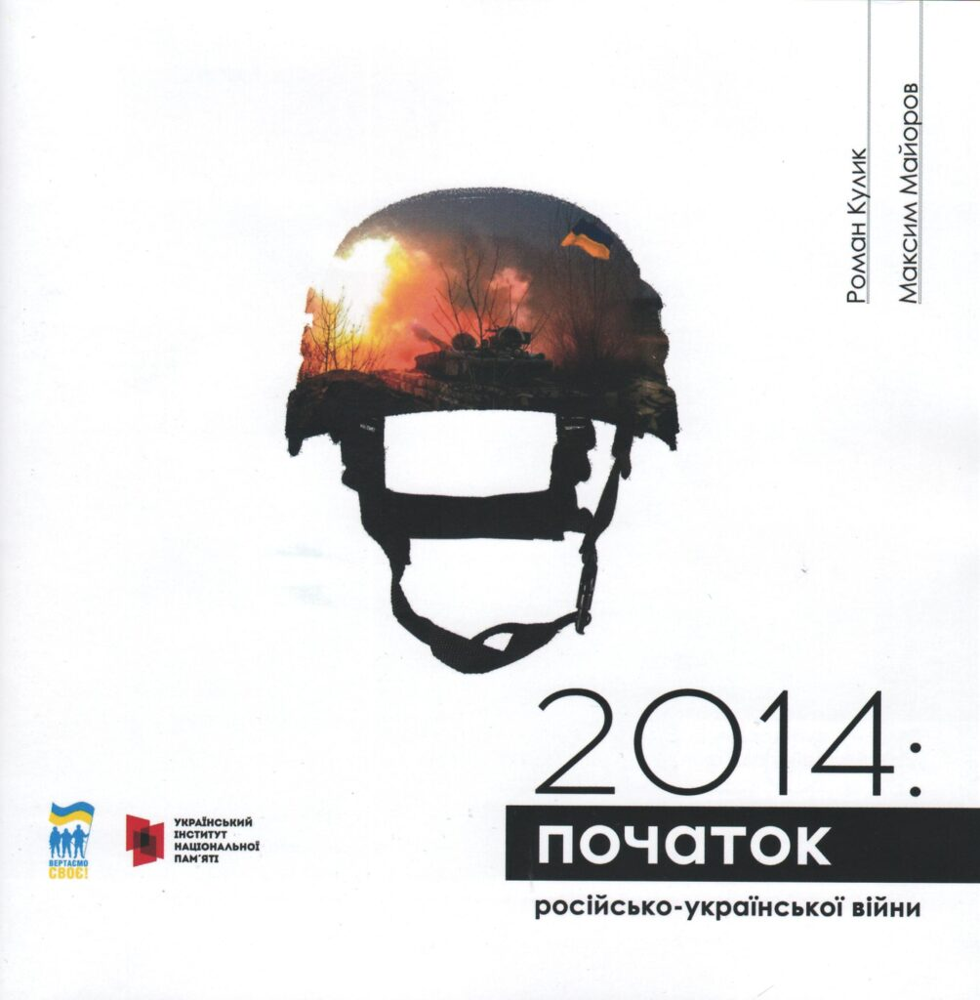 Роман Кулик
Максим Майоров
2014:
початок
російсько-української війни
ВЕРТАЄМО
СВОЄ!
УКРАЇНСЬКИЙ
ІНСТИТУТ
НАЦІОНАЛЬНОЇ
ПАМ'ЯТІ